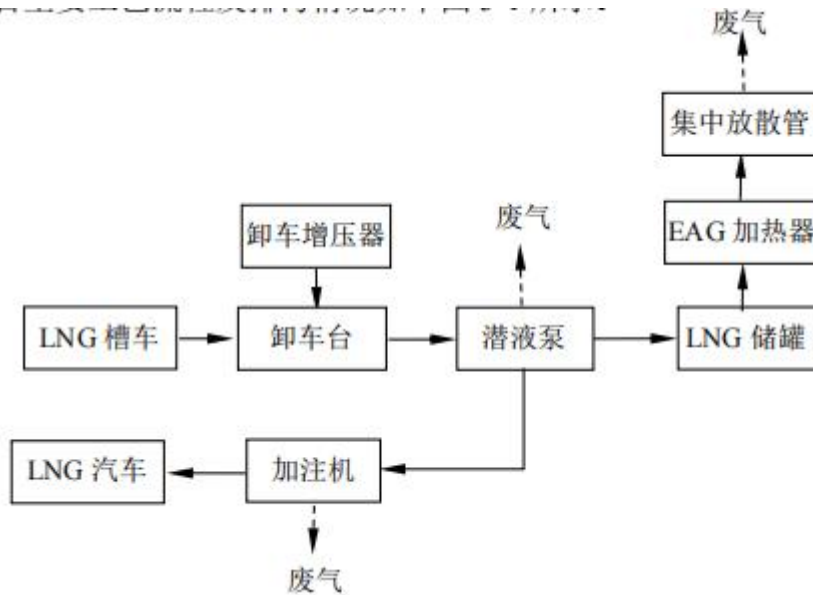 废气
集中放散管
卸车增压器
废气
EAG 加热器
LNG 槽车
卸车台
潜液泵
LNG 储罐
LNG 汽车
加注机
废气